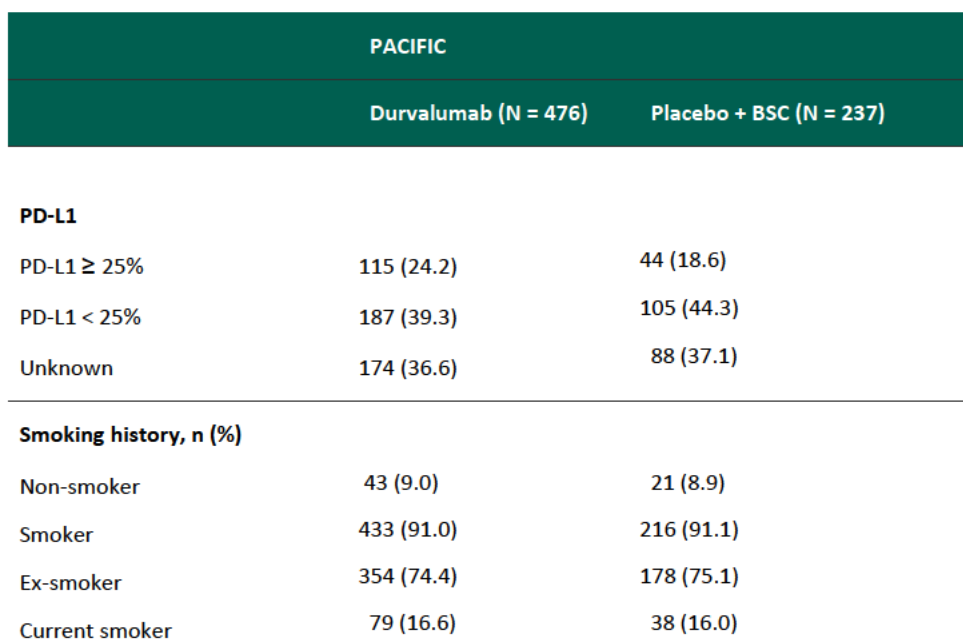 PACIFIC
Durvalumab (N = 476) Placebo + BSC (N = 237)
PD-L1
PD-L1 ≥ 25% 115 (24.2) 44 (18.6)
PD-L1 < 25% 187 (39.3) 105 (44.3)
Unknown 174 (36.6) 88 (37.1)
Smoking history, n (%)
Non-smoker 43 (9.0) 21 (8.9)
Smoker 433 (91.0) 216 (91.1)
Ex-smoker 354 (74.4) 178 (75.1)
Current smoker 79 (16.6) 38 (16.0)